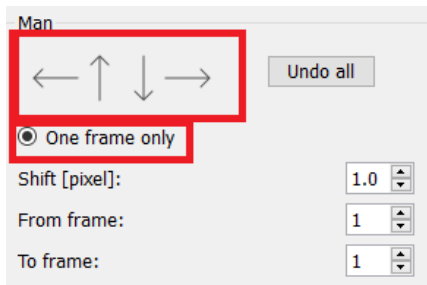 Man
Undo all
One frame only
Shift [pixel]: 1.0
From frame: 1
To frame: 1